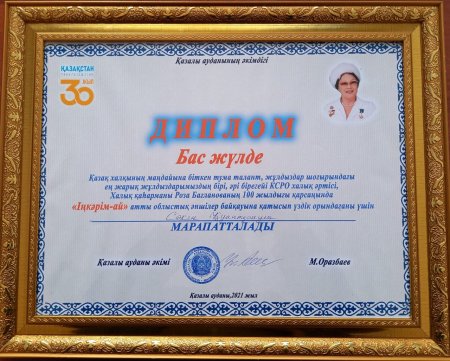 Қазалы ауданының әкімдігі
ҚАЗАҚСТАН
30
ДИПЛОМ
Бас жүлде
Қазақ халқының маңдайына біткен тума талант, жұлдыздар шоғырындағы
ең жарық жұлдыздарымыздың бірі, әрі бірегейі КСРО халық әртісі,
Халық қаһарманы Роза Бағланованың 100 жылдығы қарсаңында
«Іңкәрім-ай» атты облыстық әншілер байқауына қатысып үздік орындағаны үшін
МАРАПАТТАЛАДЫ
Қазалы ауданы әкімі
М.Оразбаев
Қазалы ауданы,2021 жыл